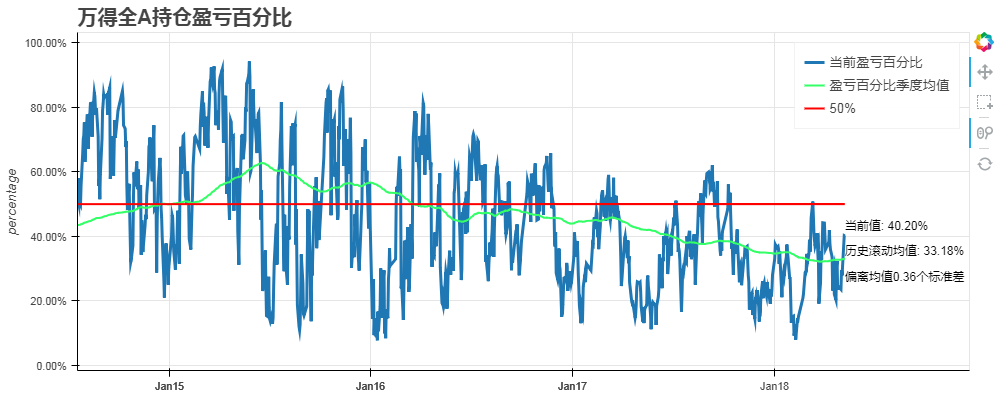 万得全A持仓盈亏百分比
100.00%
80.00%
60.00%
40.00%
20.00%
0.00%
percentage
当前盈亏百分比
盈亏百分比季度均值
50%
当前值: 40.20%
历史滚动均值: 33.18%
偏离均值0.36个标准差
Jan15
Jan16
Jan17
Jan18